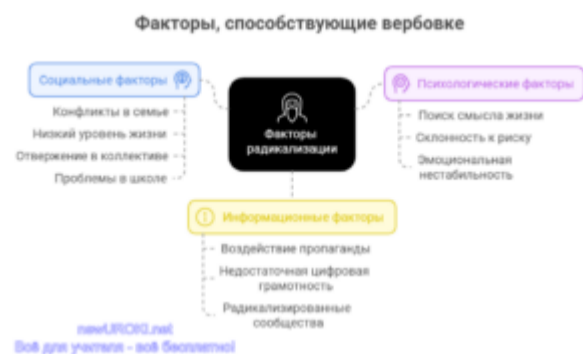 Факторы, способствующие вербовке
Социальные факторы
Конфликты в семье
Низкий уровень жизни
Отвержение в коллективе
Проблемы в школе
Факторы
радикализации
Психологические факторы
Поиск смысла жизни
Склонность к риску
Эмоциональная
нестабильность
Информационные факторы
Воздействие пропаганды
Недостаточная цифровая
грамотность
Радикализированные
сообщества
newUROKI.net
Всё для учителя - всё бесплатно!